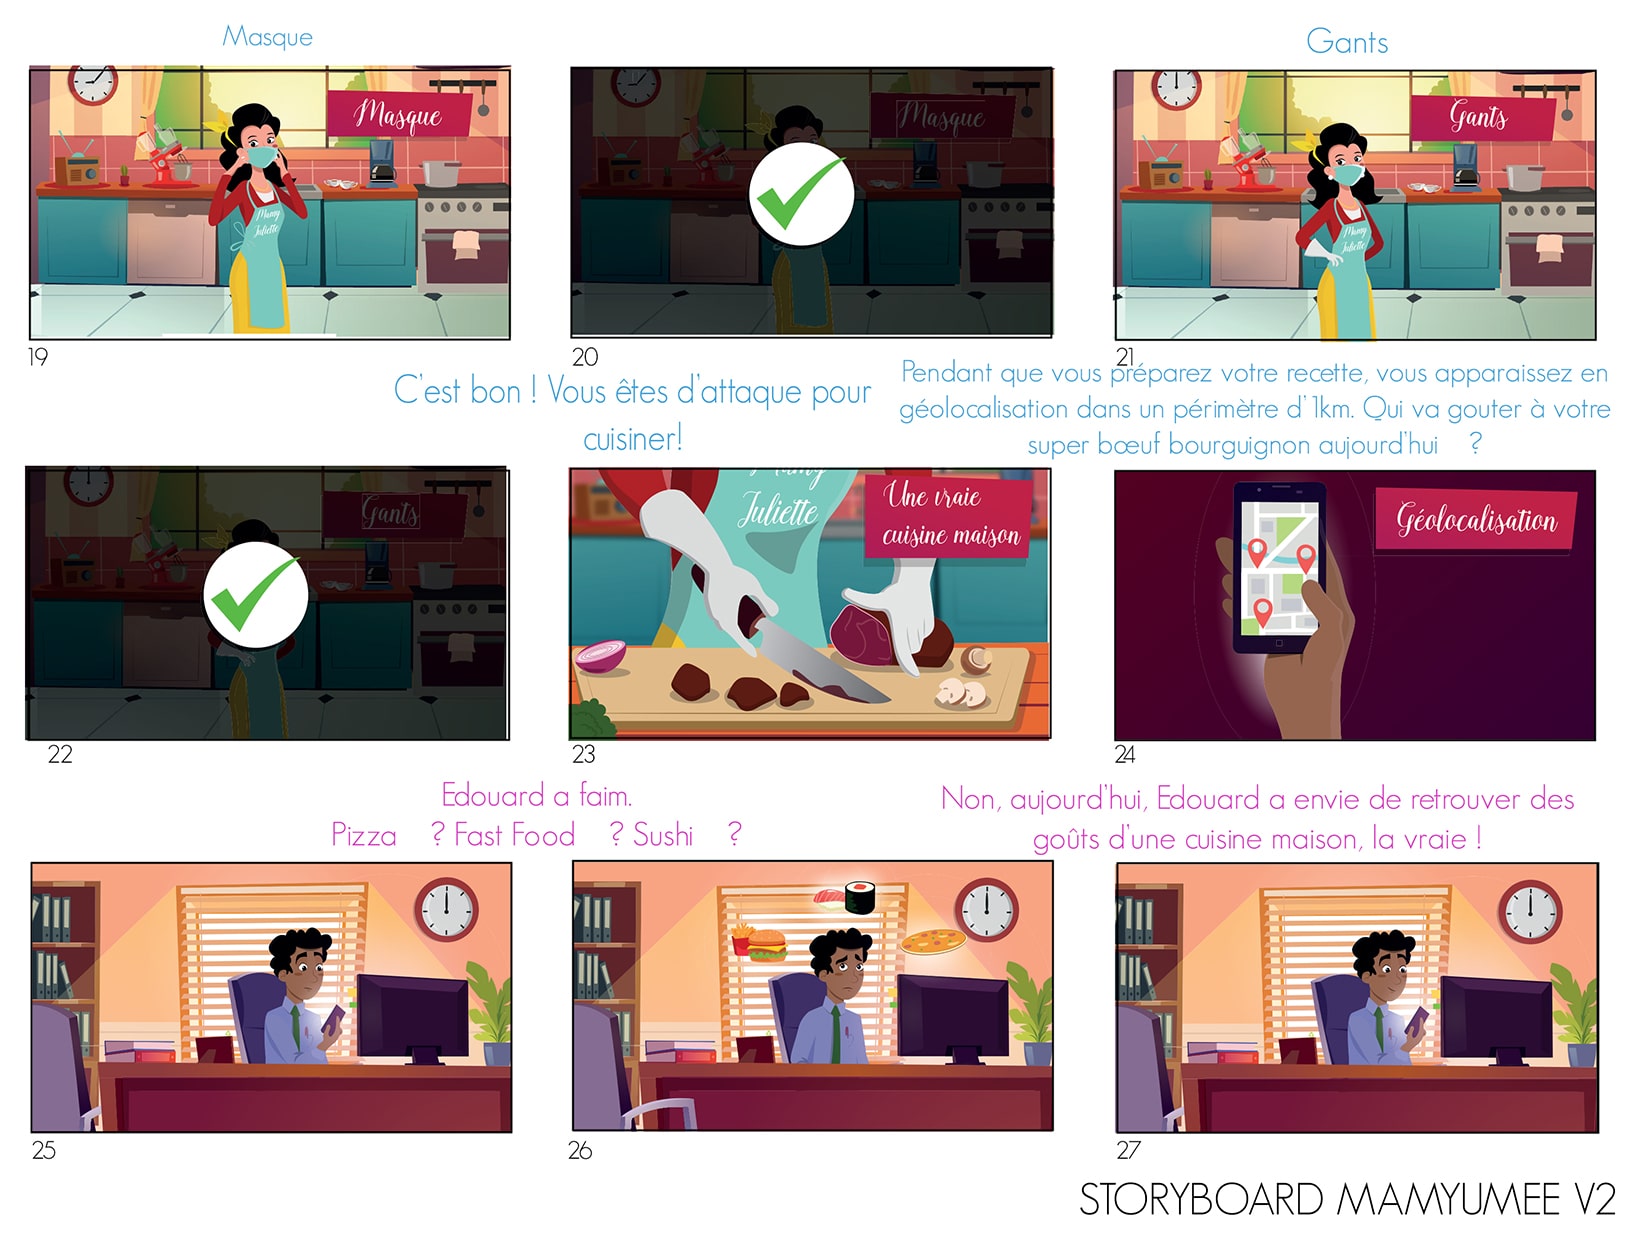 Masque
Gants
Masque
Mamy
Juliette
Masque
Gants
Mamy
Juliette
19
20
21
C'est bon ! Vous êtes d'attaque pour
cuisiner!
Pendant que vous préparez votre recette, vous apparaissez en
géolocalisation dans un périmètre d'1km. Qui va gouter à votre
super bœuf bourguignon aujourd'hui ?
Gants
Mamy
Juliette
Une vraie
cuisine maison
Géolocalisation
22
23
24
Edouard a faim.
Pizza ? Fast Food ? Sushi ?
Non, aujourd'hui, Edouard a envie de retrouver des
goûts d'une cuisine maison, la vraie !
25
26
27
STORYBOARD MAMYUMEE V2